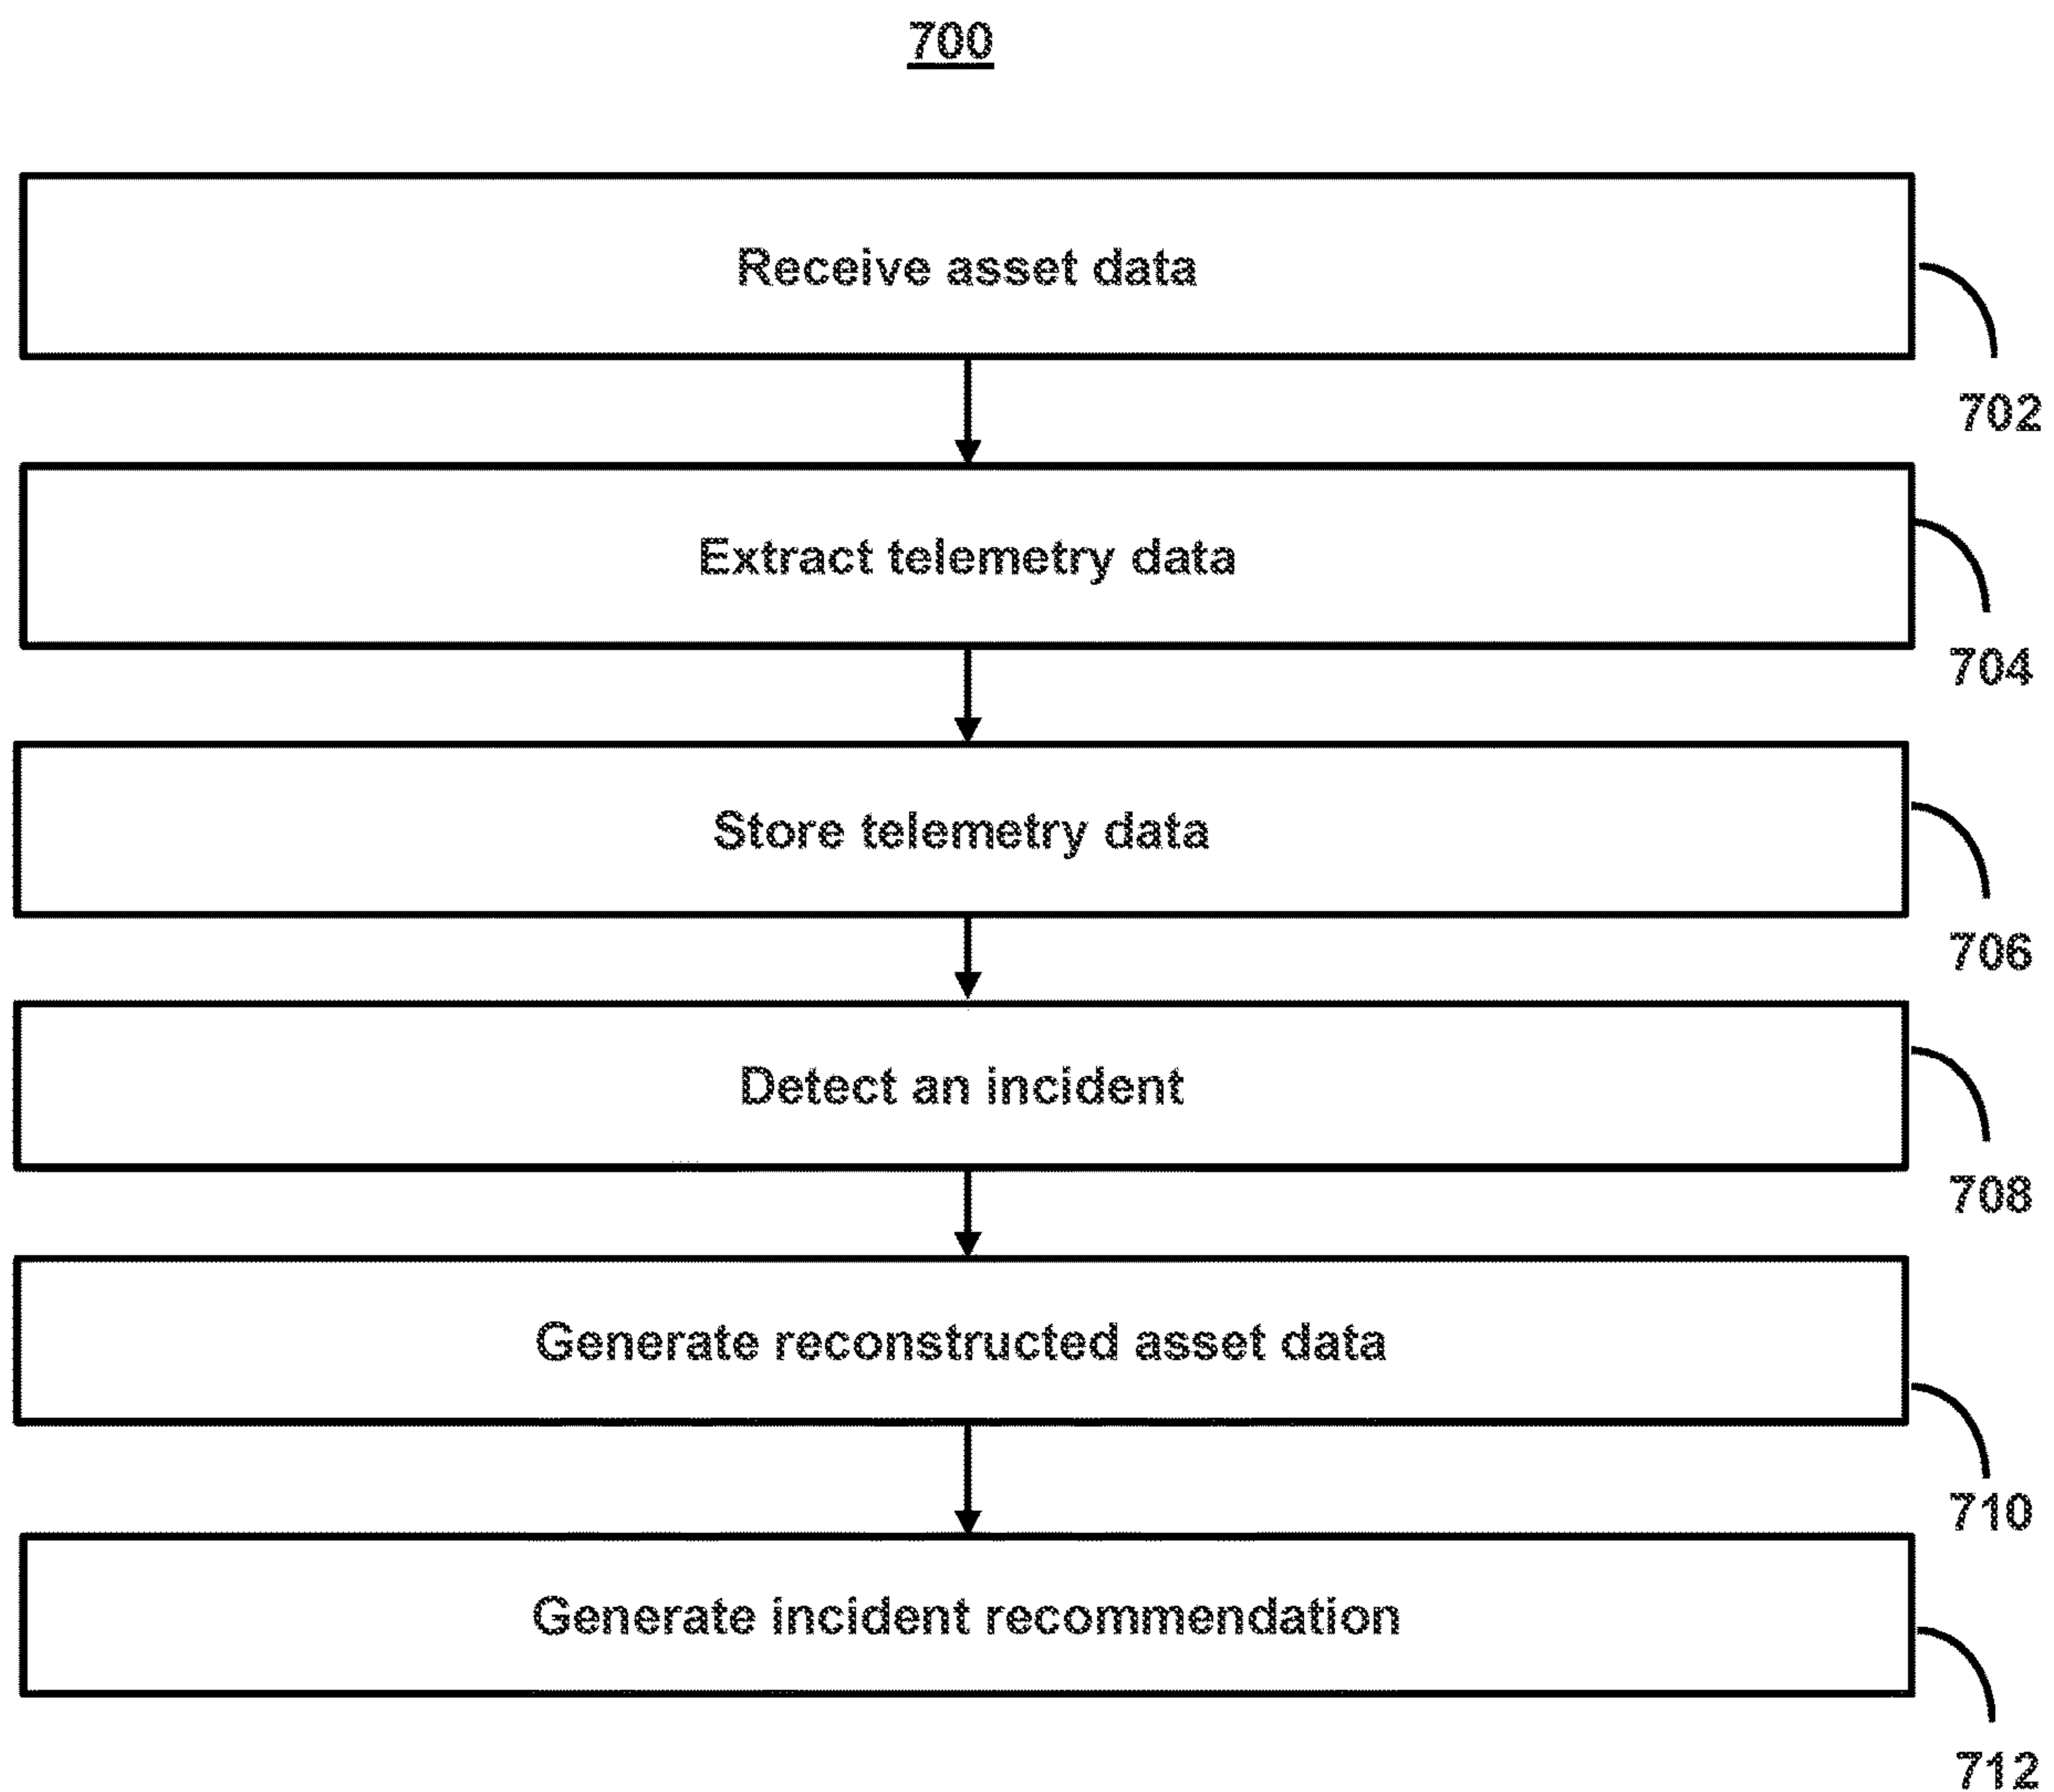 700
Receive asset data
702
Extract telemetry data
704
Store telemetry data
706
Detect an incident
708
Generate reconstructed asset data
710
Generate incident recommendation
712